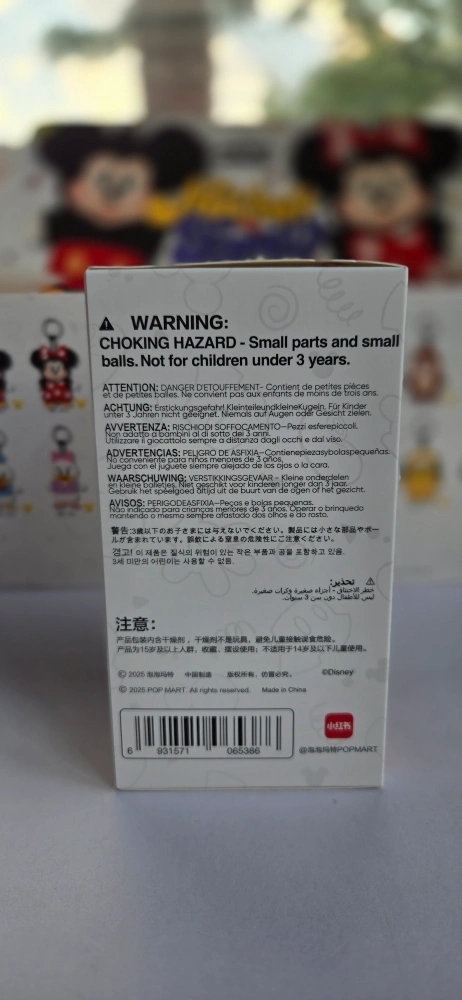 ⚠ WARNING:
CHOKING HAZARD - Small parts and small
balls. Not for children under 3 years.
ATTENTION: DANGER D'ETOUFFEMENT- Contient de petites pièces
et de petites balles. Ne convient pas aux enfants de moins de trois ans.
ACHTUNG: Erstickungsgefahr! KleinteileundkleineKugeln. Für Kinder
unter 3 Jahren nicht geeignet. Niemals auf Augen oder Gesicht zielen.
AVVERTENZA: RISCHIODI SOFFOCAMENTO-Pezzi esferepiccoli.
Non adatto a bambini al di sotto dei 3 anni.
Utilizzare il giocattolo sempre a distanza dagli occhi e dal viso.
ADVERTENCIAS: PELIGRO DE ASFIXIA-Contienepiezasybolaspequeñas.
No conveniente para niños menores de 3 años.
Juega con el juguete siempre alejado de los ojos o la cara.
WAARSCHUWING: VERSTIKKINGSGEVAAR - Kleine onderdelen
en kleine balletjes. Niet geschikt voor kinderen jonger dan 3 jaar.
Gebruik het speelgoed altijd uit de buurt van de ogen of het gezicht.
AVISOS: PERIGODEASFIXIA-Peças e bolas pequenas.
Não indicado para crianças menores de 3 anos. Operar o brinquedo
mantendo o mesmo sempre afastado dos olhos e do rosto.
警告:3歳以下のお子さまには与えないでください。製品には小さな部品やボー
ルが含まれています。誤飲による窒息の危険性にご注意ください。
경고! 이 제품은 질식의 위험이 있는 작은 부품과 공을 포함하고 있음.
3세 미만의 어린이는 사용할 수 없음.
⚠ تحذير:
خطر الاختناق - أجزاء صغيرة وكرات صغيرة.
ليس للأطفال دون سن 3 سنوات.
注意:
产品包装内含干燥剂,干燥剂不是玩具,避免儿童接触误食危险。
产品为15岁及以上人群,收藏、摆设使用;不适用于14岁及以下儿童使用。
© 2025 泡泡玛特 中国制造 版权所有,仿冒必究。 ©Disney
© 2025 POP MART. All rights reserved. Made in China
6 931571 065386
小红书
@泡泡玛特POPMART